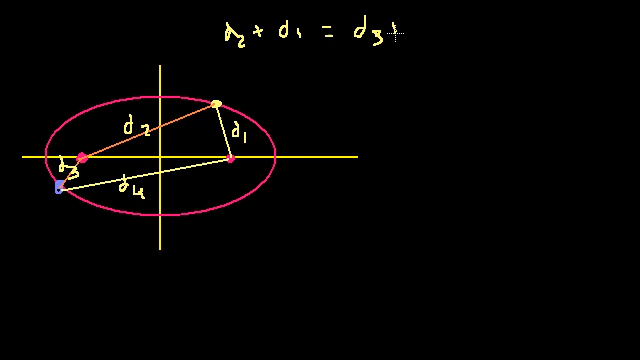 d2 + d1 = d3+
d2
d1
d3
d4